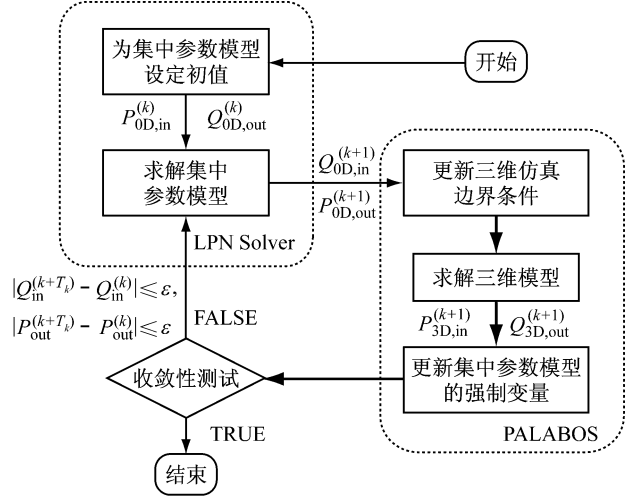 开始
为集中参数模型
设定初值
P_{0D,in}^{(k)} Q_{0D,out}^{(k)}
求解集中
参数模型
LPN Solver
Q_{0D,in}^{(k+1)}
P_{0D,out}^{(k+1)}
更新三维仿真
边界条件
求解三维模型
P_{3D,in}^{(k+1)} Q_{3D,out}^{(k+1)}
更新集中参数模型
的强制变量
PALABOS
|Q_{in}^{(k+T_k)} − Q_{in}^{(k)}|≤ε,
|P_{out}^{(k+T_k)} − P_{out}^{(k)}|≤ε
FALSE
收敛性测试
TRUE
结束